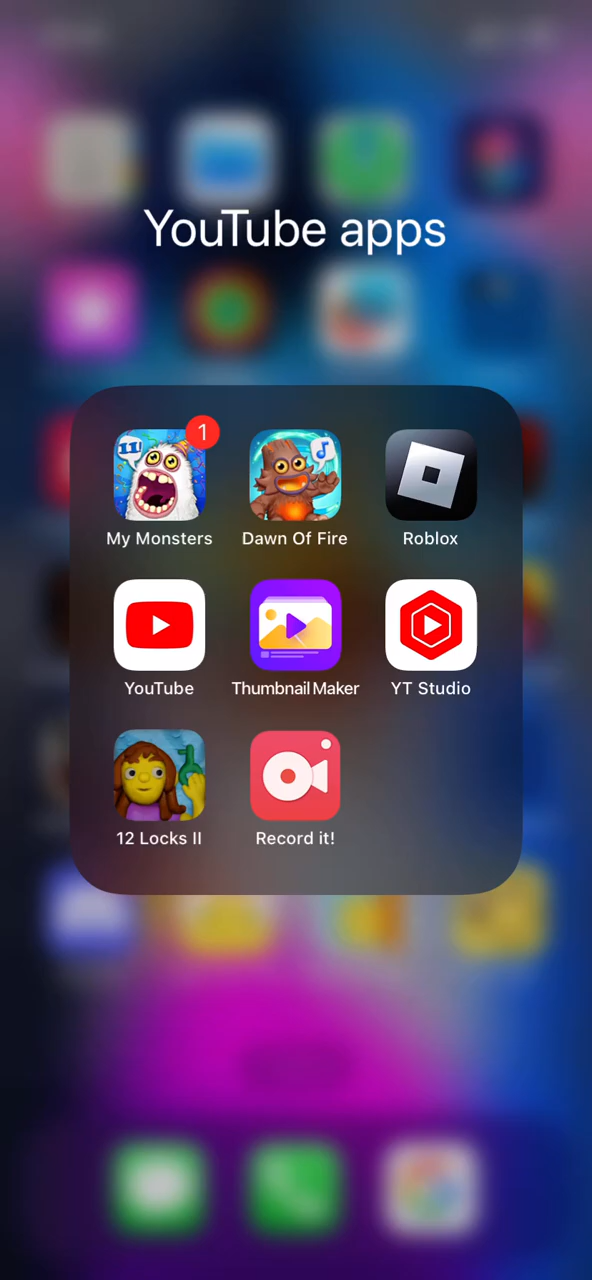 YouTube apps
1
11!
My Monsters
Dawn Of Fire
Roblox
YouTube
Thumbnail Maker
YT Studio
12 Locks II
Record it!